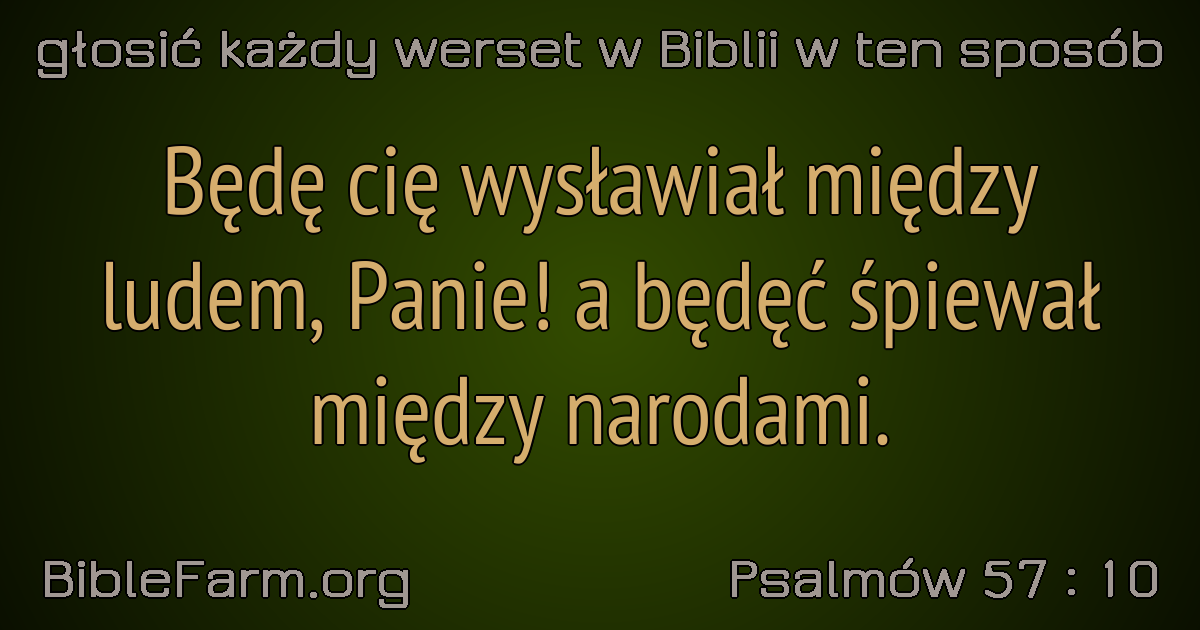 głosić każdy werset w Biblii w ten sposób
Będę cię wysławiał między
ludem, Panie! a będęć śpiewał
między narodami.
BibleFarm.org
Psalmów 57 : 10